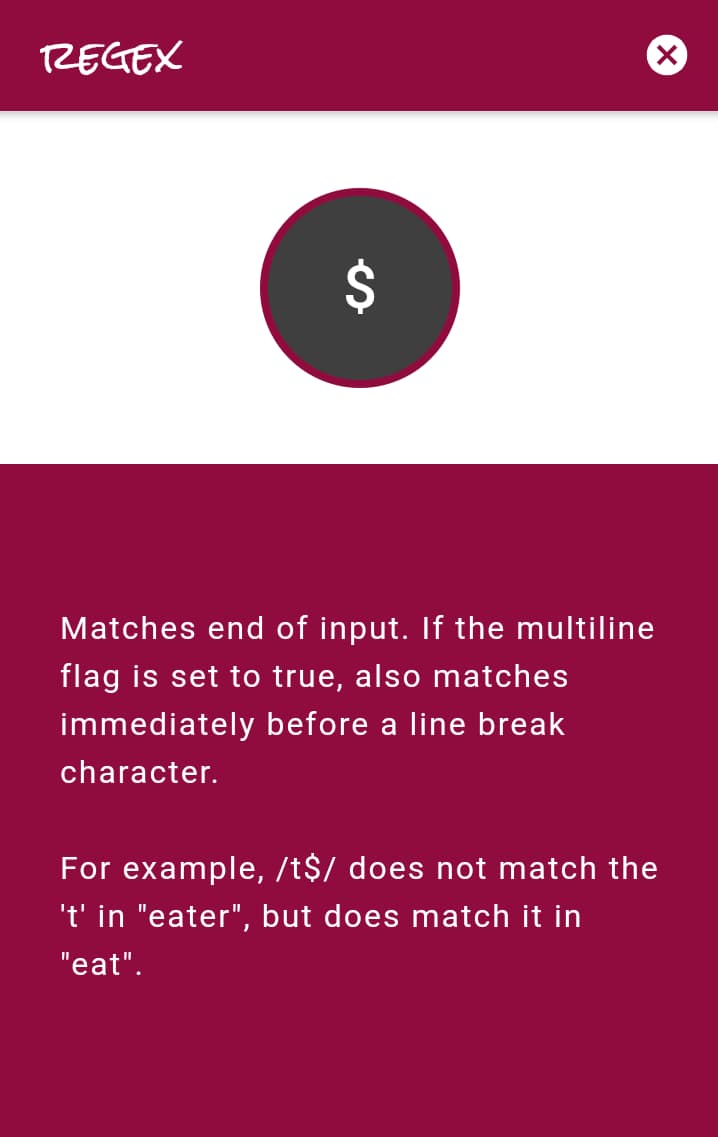 REGEX
$
Matches end of input. If the multiline
flag is set to true, also matches
immediately before a line break
character.
For example, /t$/ does not match the
't' in "eater", but does match it in
"eat".